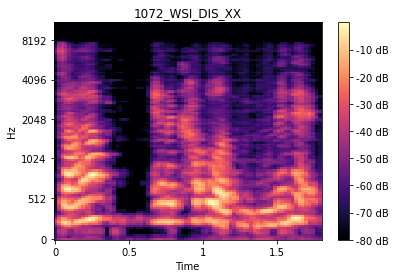 1072_WSI_DIS_XX
8192
4096
2048
1024
512
0
Hz
0
0.5
1
1.5
Time
-10 dB
-20 dB
-30 dB
-40 dB
-50 dB
-60 dB
-70 dB
-80 dB